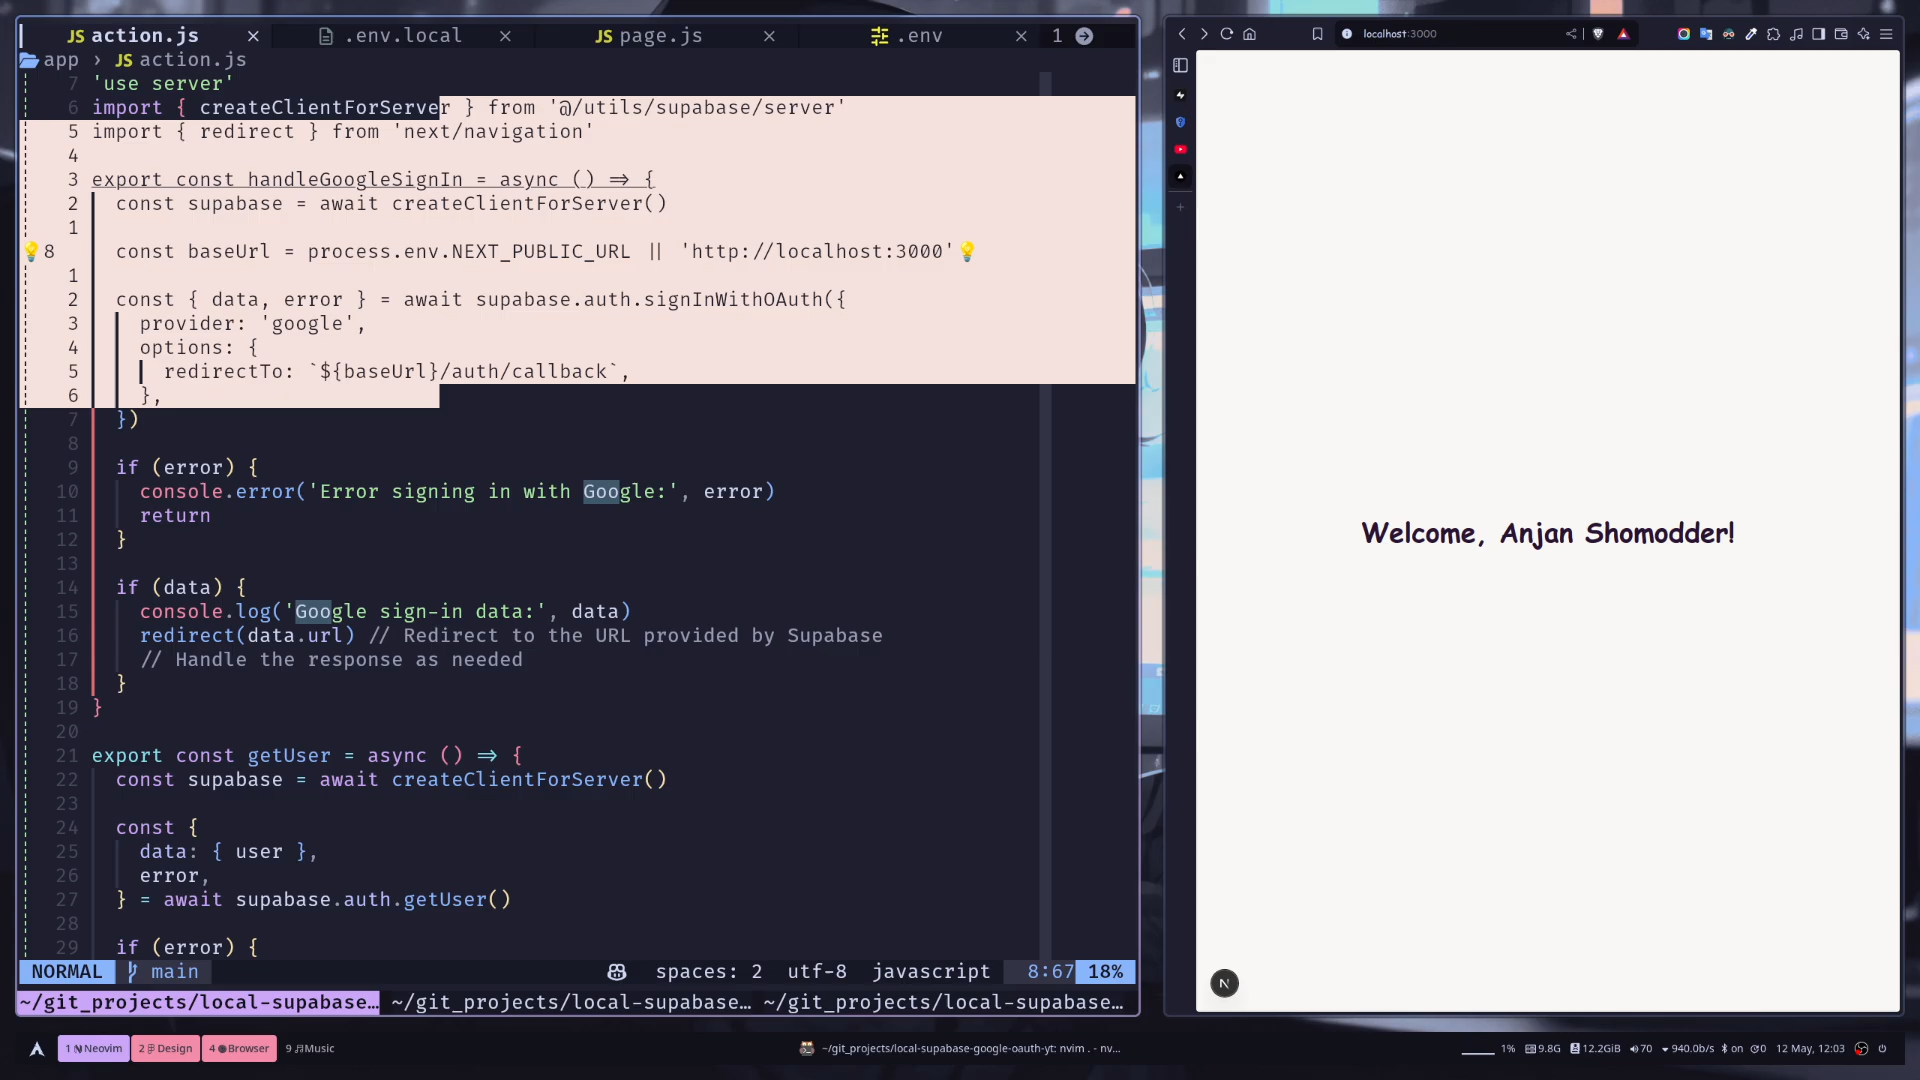 JS action.js × .env.local × JS page.js × .env × 1
app › JS action.js
7 'use server'
6 import { createClientForServer } from '@/utils/supabase/server'
5 import { redirect } from 'next/navigation'
4
3 export const handleGoogleSignIn = async () => {
2 const supabase = await createClientForServer()
1
8 const baseUrl = process.env.NEXT_PUBLIC_URL || 'http://localhost:3000'
1
2 const { data, error } = await supabase.auth.signInWithOAuth({
3 provider: 'google',
4 options: {
5 redirectTo: `${baseUrl}/auth/callback`,
6 },
7 })
8
9 if (error) {
10 console.error('Error signing in with Google:', error)
11 return
12 }
13
14 if (data) {
15 console.log('Google sign-in data:', data)
16 redirect(data.url) // Redirect to the URL provided by Supabase
17 // Handle the response as needed
18 }
19 }
20
21 export const getUser = async () => {
22 const supabase = await createClientForServer()
23
24 const {
25 data: { user },
26 error,
27 } = await supabase.auth.getUser()
28
29 if (error) {
NORMAL main spaces: 2 utf-8 javascript 8:67 18%
~/git_projects/local-supabase… ~/git_projects/local-supabase… ~/git_projects/local-supabase…
localhost:3000
Welcome, Anjan Shomodder!
N
1 Neovim 2 Design 4 Browser 9 Music
~/git_projects/local-supabase-google-oauth-yt: nvim . - nv...
1% 9.8G 12.2GiB 70 940.0b/s on 0 12 May, 12:03